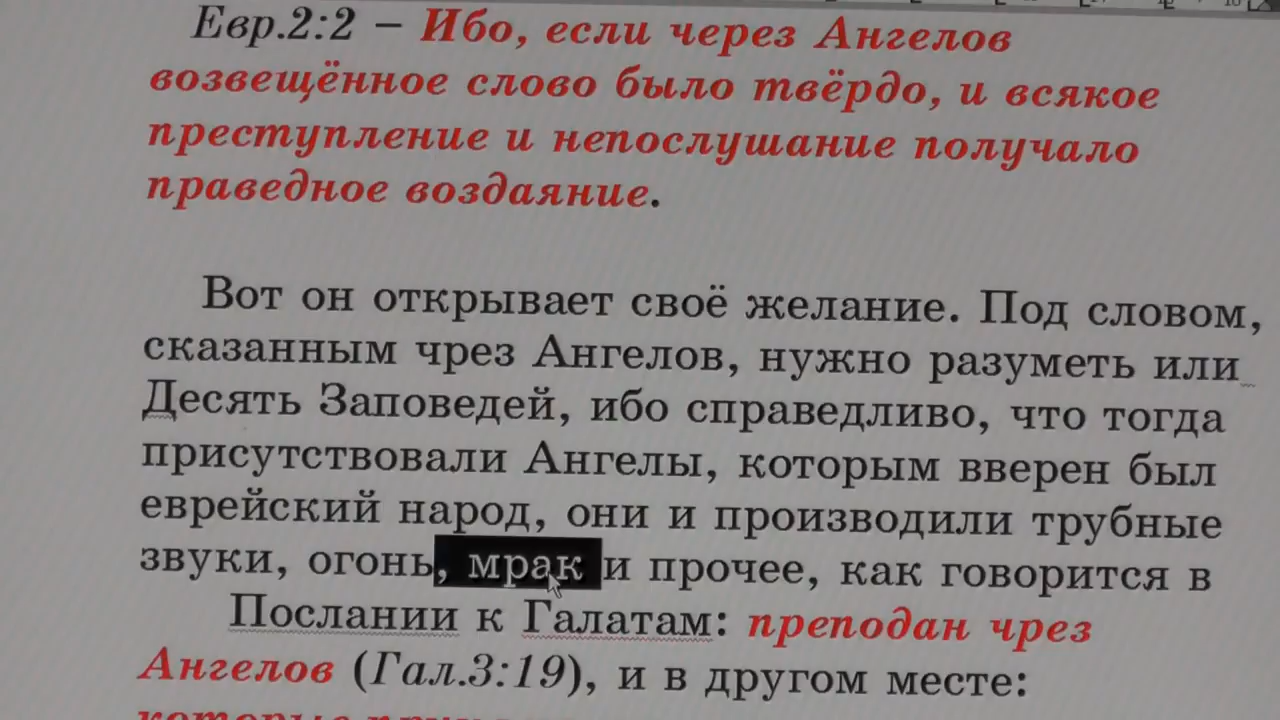 Евр.2:2 – Ибо, если через Ангелов
возвещённое слово было твёрдо, и всякое
преступление и непослушание получало
праведное воздаяние.
Вот он открывает своё желание. Под словом,
сказанным чрез Ангелов, нужно разуметь или
Десять Заповедей, ибо справедливо, что тогда
присутствовали Ангелы, которым вверен был
еврейский народ, они и производили трубные
звуки, огонь, мрак и прочее, как говорится в
Послании к Галатам: преподан чрез
Ангелов (Гал.3:19), и в другом месте:
которые